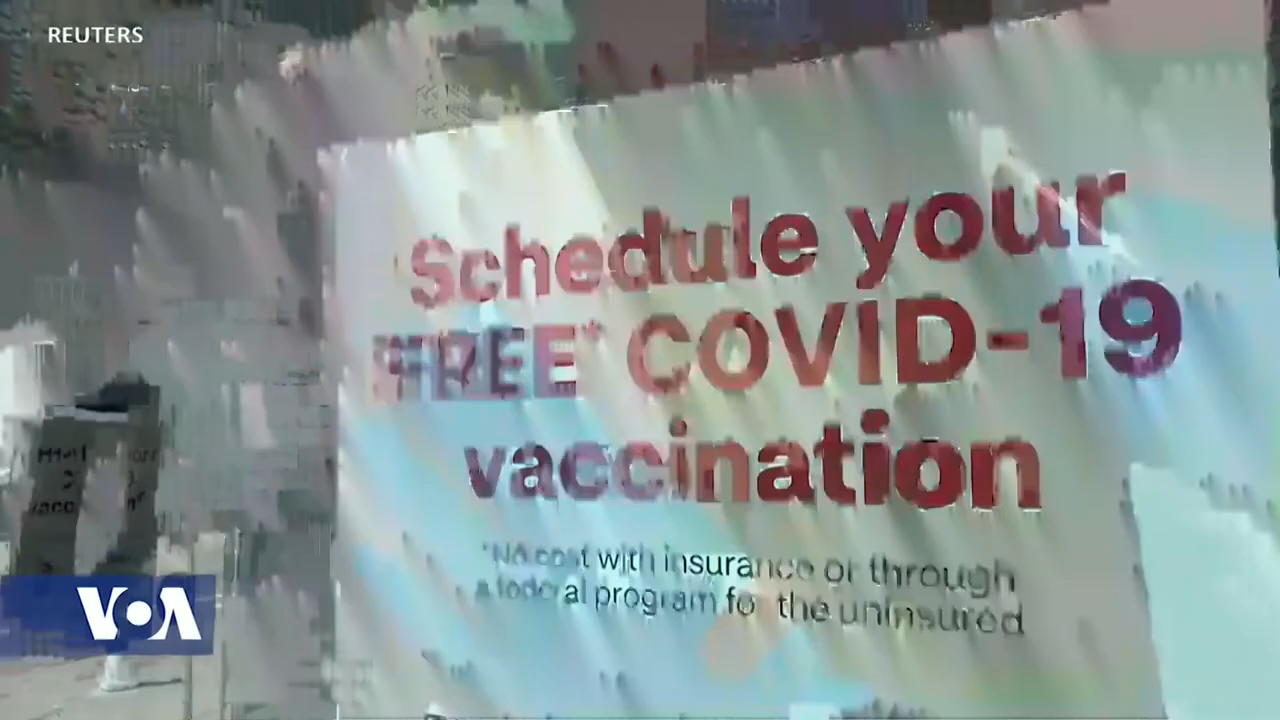 REUTERS
Schedule your
FREE* COVID-19
vaccination
*No cost with insurance or through
a federal program for the uninsured
VOA